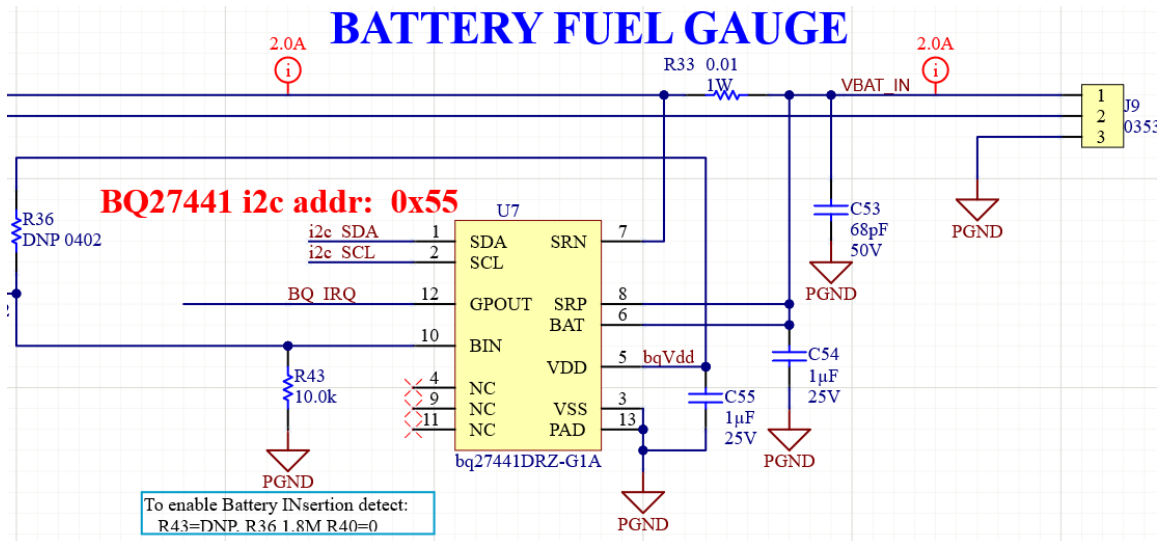 BATTERY FUEL GAUGE
2.0A
i
R33 0.01
1W
VBAT_IN
2.0A
i
1
2
3
J9
0353
PGND
BQ27441 i2c addr: 0x55
R36
DNP 0402
U7
i2c_SDA 1 SDA
i2c_SCL 2 SCL
BQ_IRQ 12 GPOUT
10 BIN
4 NC
9 NC
11 NC
SRN 7
SRP 8
BAT 6
VDD 5 bqVdd
VSS 3
PAD 13
bq27441DRZ-G1A
C53
68pF
50V
PGND
C54
1µF
25V
PGND
C55
1µF
25V
PGND
R43
10.0k
PGND
To enable Battery INsertion detect:
R43=DNP, R36 1.8M R40=0